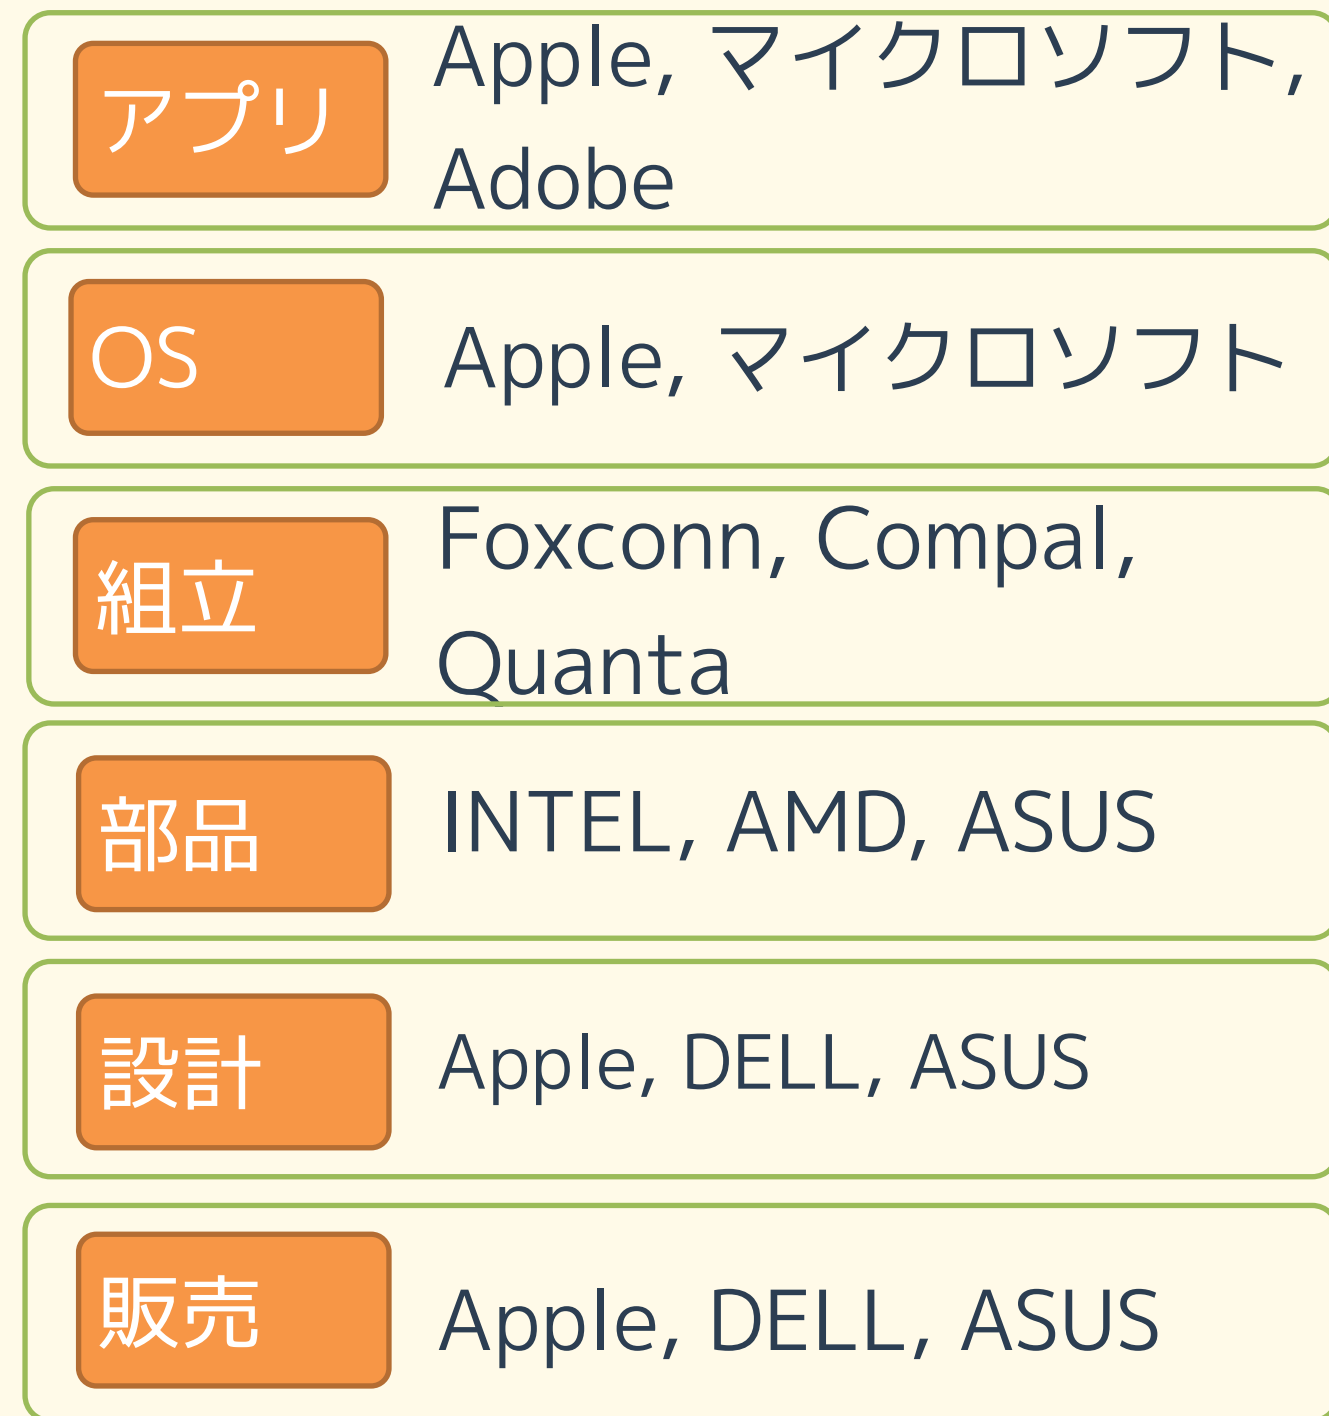 アプリ
Apple, マイクロソフト,
Adobe
OS
Apple, マイクロソフト
組立
Foxconn, Compal,
Quanta
部品
INTEL, AMD, ASUS
設計
Apple, DELL, ASUS
販売
Apple, DELL, ASUS